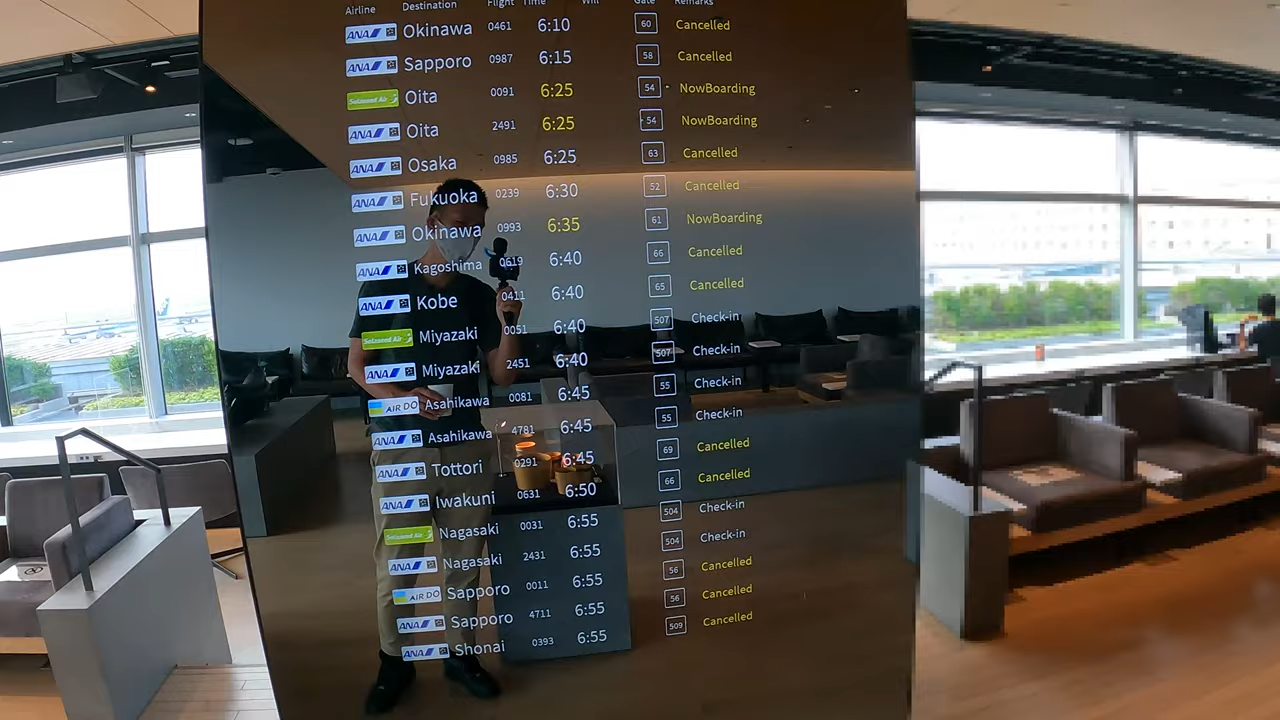 Airline Destination Flight Time Will Gate Remarks
ANA Okinawa 0461 6:10 60 Cancelled
ANA Sapporo 0987 6:15 58 Cancelled
Solaseed Air Oita 0091 6:25 54 NowBoarding
ANA Oita 2491 6:25 54 NowBoarding
ANA Osaka 0985 6:25 63 Cancelled
ANA Fukuoka 0239 6:30 52 Cancelled
ANA Okinawa 0993 6:35 61 NowBoarding
ANA Kagoshima 0619 6:40 66 Cancelled
ANA Kobe 0411 6:40 65 Cancelled
Solaseed Air Miyazaki 0051 6:40 507 Check-in
ANA Miyazaki 2451 6:40 507 Check-in
AIR DO Asahikawa 0081 6:45 55 Check-in
ANA Asahikawa 4781 6:45 55 Check-in
ANA Tottori 0291 6:45 69 Cancelled
ANA Iwakuni 0631 6:50 66 Cancelled
Solaseed Air Nagasaki 0031 6:55 504 Check-in
ANA Nagasaki 2431 6:55 504 Check-in
AIR DO Sapporo 0011 6:55 56 Cancelled
ANA Sapporo 4711 6:55 56 Cancelled
ANA Shonai 0393 6:55 509 Cancelled